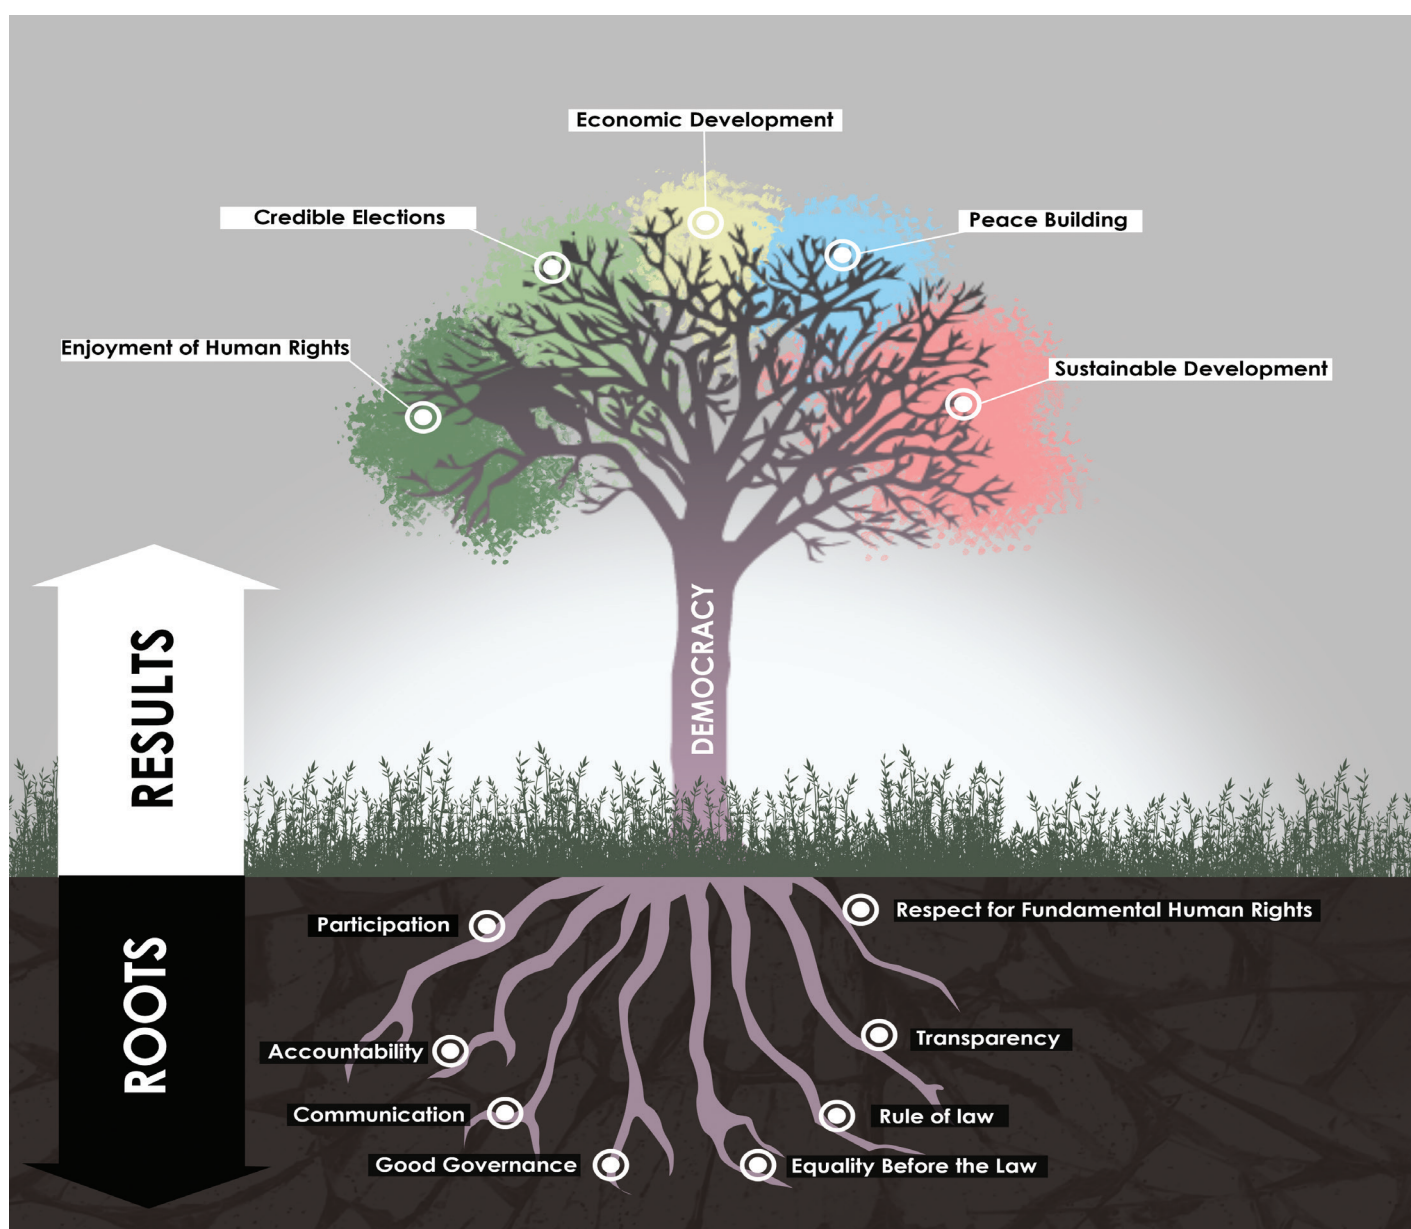 Economic Development
Credible Elections
Peace Building
Enjoyment of Human Rights
Sustainable Development
RESULTS
DEMOCRACY
ROOTS
Participation
Respect for Fundamental Human Rights
Accountability
Transparency
Communication
Rule of law
Good Governance
Equality Before the Law